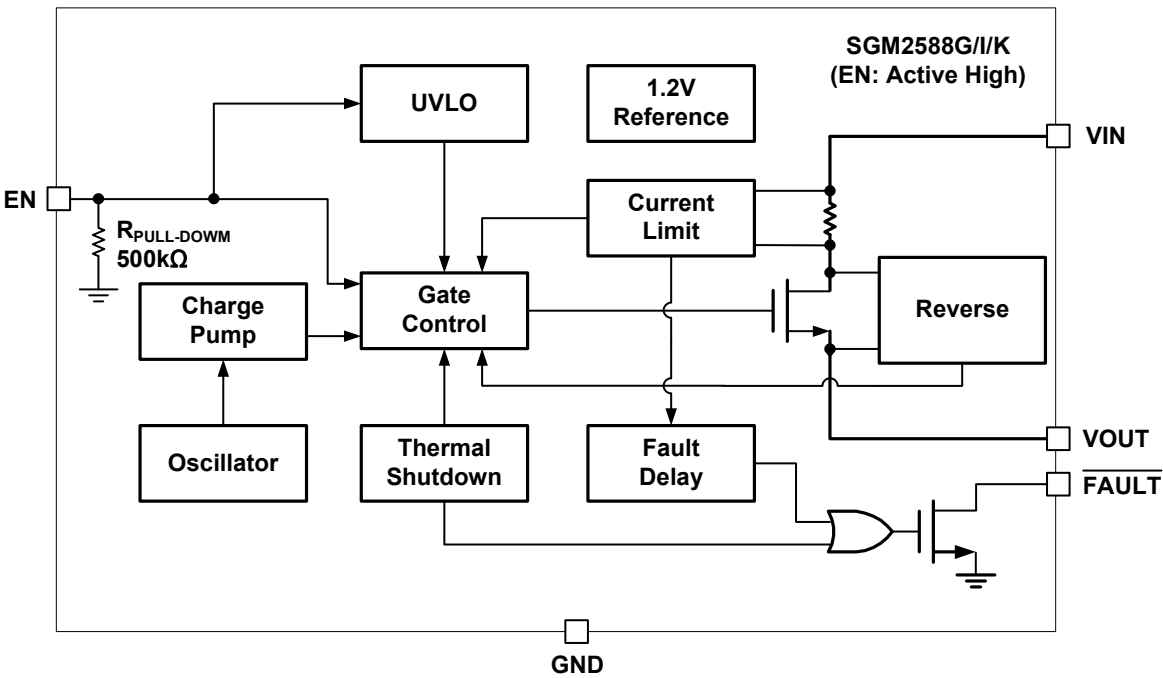 SGM2588G/I/K
(EN: Active High)
UVLO
1.2V
Reference
VIN
EN
RPULL-DOWM
500kΩ
Current
Limit
Charge
Pump
Gate
Control
Reverse
Oscillator
Thermal
Shutdown
Fault
Delay
VOUT
FAULT
GND